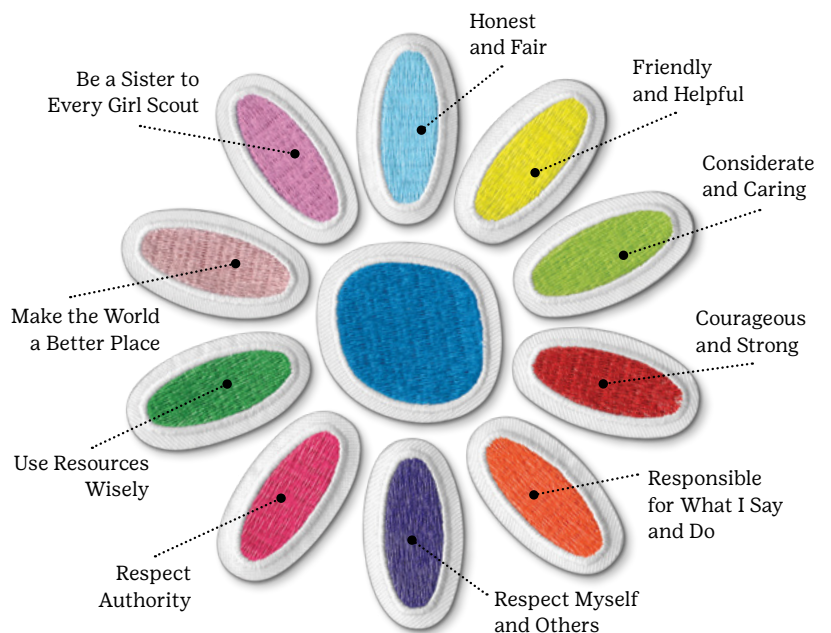 Honest
and Fair
Friendly
and Helpful
Considerate
and Caring
Courageous
and Strong
Responsible
for What I Say
and Do
Respect Myself
and Others
Respect
Authority
Use Resources
Wisely
Make the World
a Better Place
Be a Sister to
Every Girl Scout